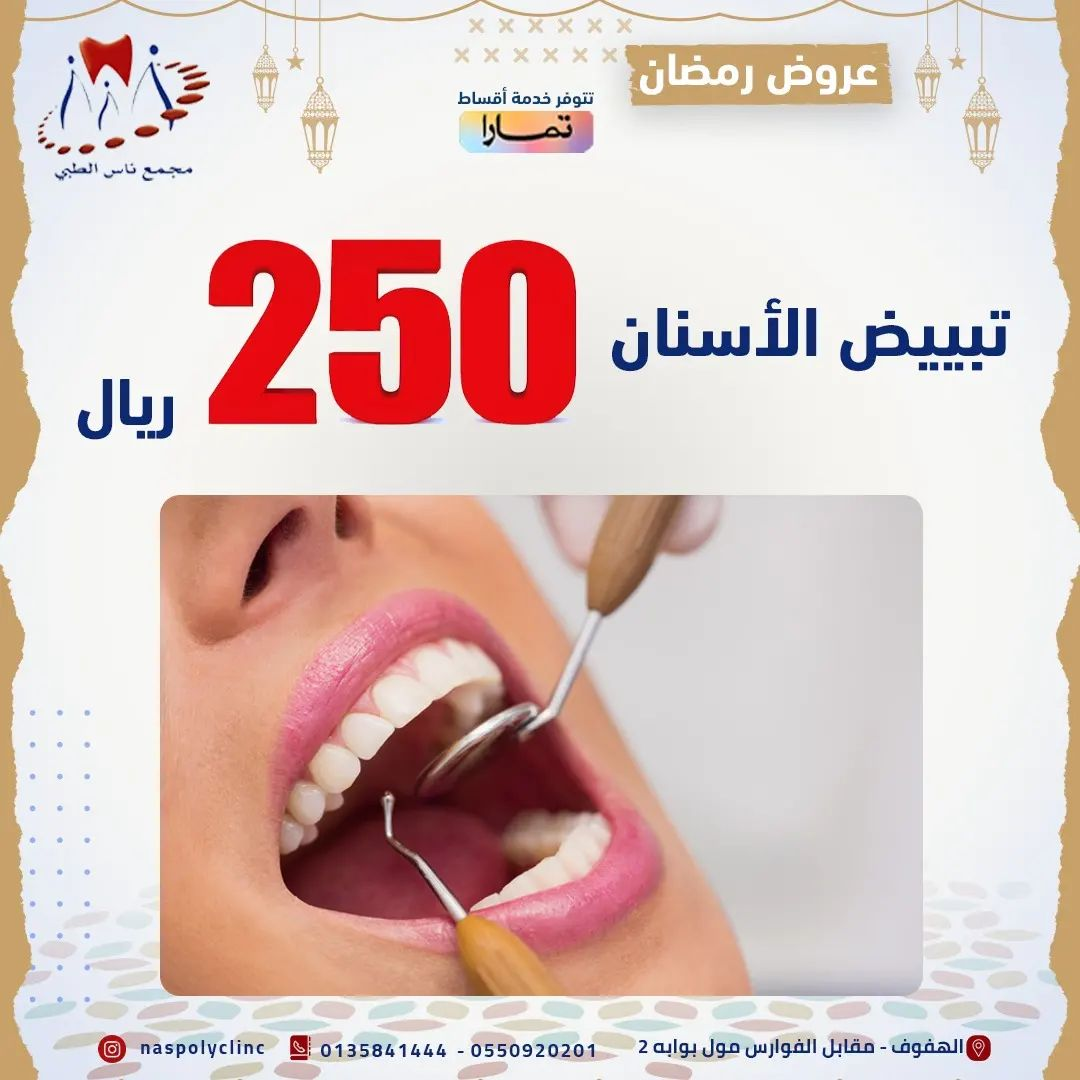 عروض رمضان
تتوفر خدمة أقساط
تمارا
مجمع ناس الطبي
تبييض الأسنان 250 ريال
الهفوف - مقابل الفوارس مول بوابه 2
0135841444 - 0550920201
naspolyclinc